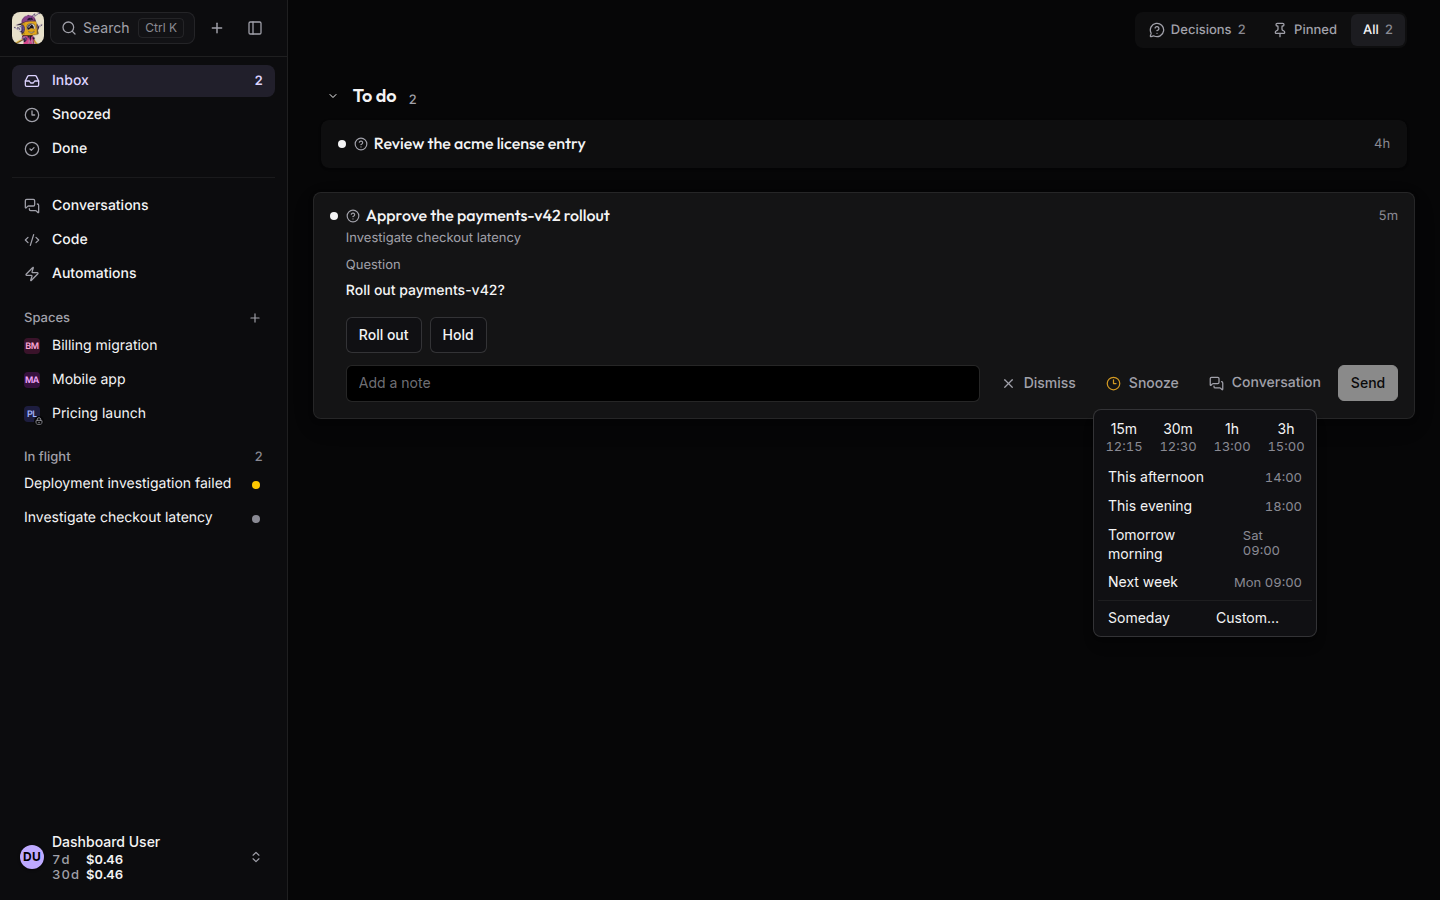 Search Ctrl K
Inbox 2
Snoozed
Done
Conversations
Code
Automations
Spaces
BM Billing migration
MA Mobile app
PL Pricing launch
In flight 2
Deployment investigation failed
Investigate checkout latency
DU Dashboard User
7d $0.46
30d $0.46
Decisions 2 Pinned All 2
To do 2
Review the acme license entry 4h
Approve the payments-v42 rollout 5m
Investigate checkout latency
Question
Roll out payments-v42?
Roll out Hold
Add a note Dismiss Snooze Conversation Send
15m 30m 1h 3h
12:15 12:30 13:00 15:00
This afternoon 14:00
This evening 18:00
Tomorrow morning Sat 09:00
Next week Mon 09:00
Someday Custom...